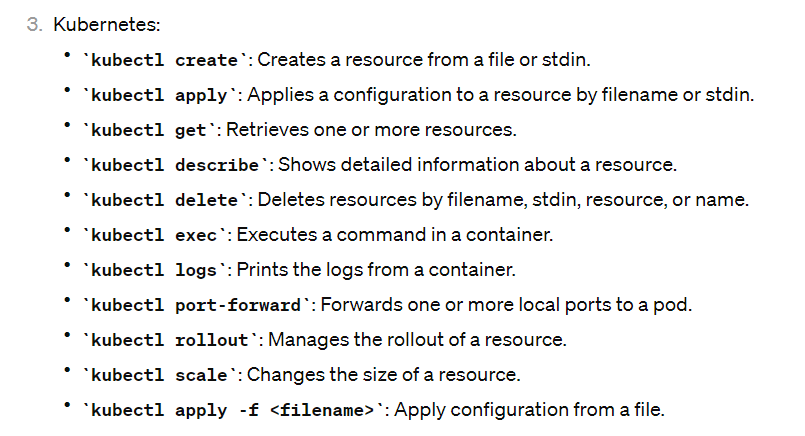 3. Kubernetes:
• `kubectl create`: Creates a resource from a file or stdin.
• `kubectl apply`: Applies a configuration to a resource by filename or stdin.
• `kubectl get`: Retrieves one or more resources.
• `kubectl describe`: Shows detailed information about a resource.
• `kubectl delete`: Deletes resources by filename, stdin, resource, or name.
• `kubectl exec`: Executes a command in a container.
• `kubectl logs`: Prints the logs from a container.
• `kubectl port-forward`: Forwards one or more local ports to a pod.
• `kubectl rollout`: Manages the rollout of a resource.
• `kubectl scale`: Changes the size of a resource.
• `kubectl apply -f <filename>`: Apply configuration from a file.